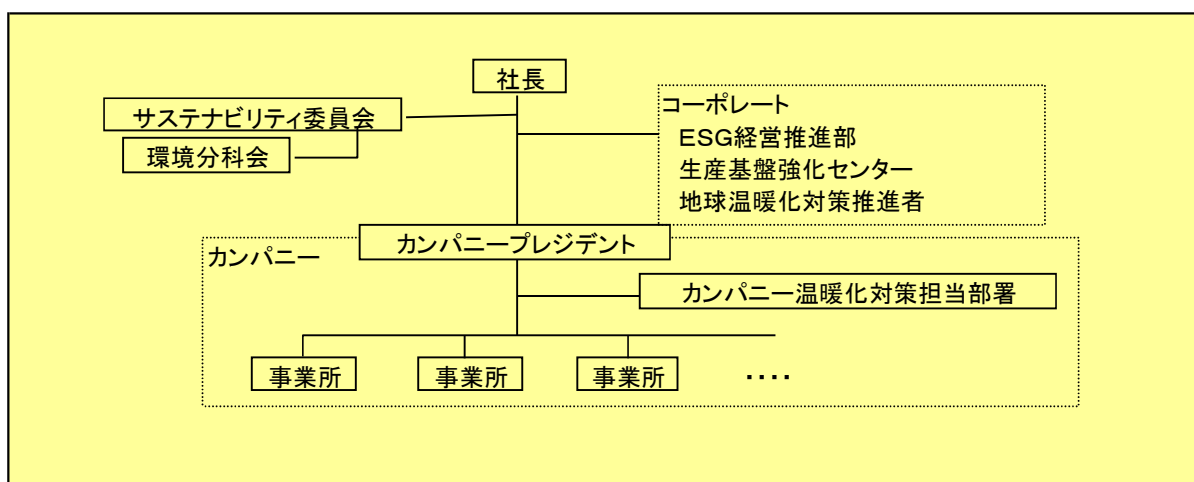 社長
サステナビリティ委員会
環境分科会
コーポレート
ESG経営推進部
生産基盤強化センター
地球温暖化対策推進者
カンパニープレジデント
カンパニー
カンパニー温暖化対策担当部署
事業所
事業所
事業所
・・・・